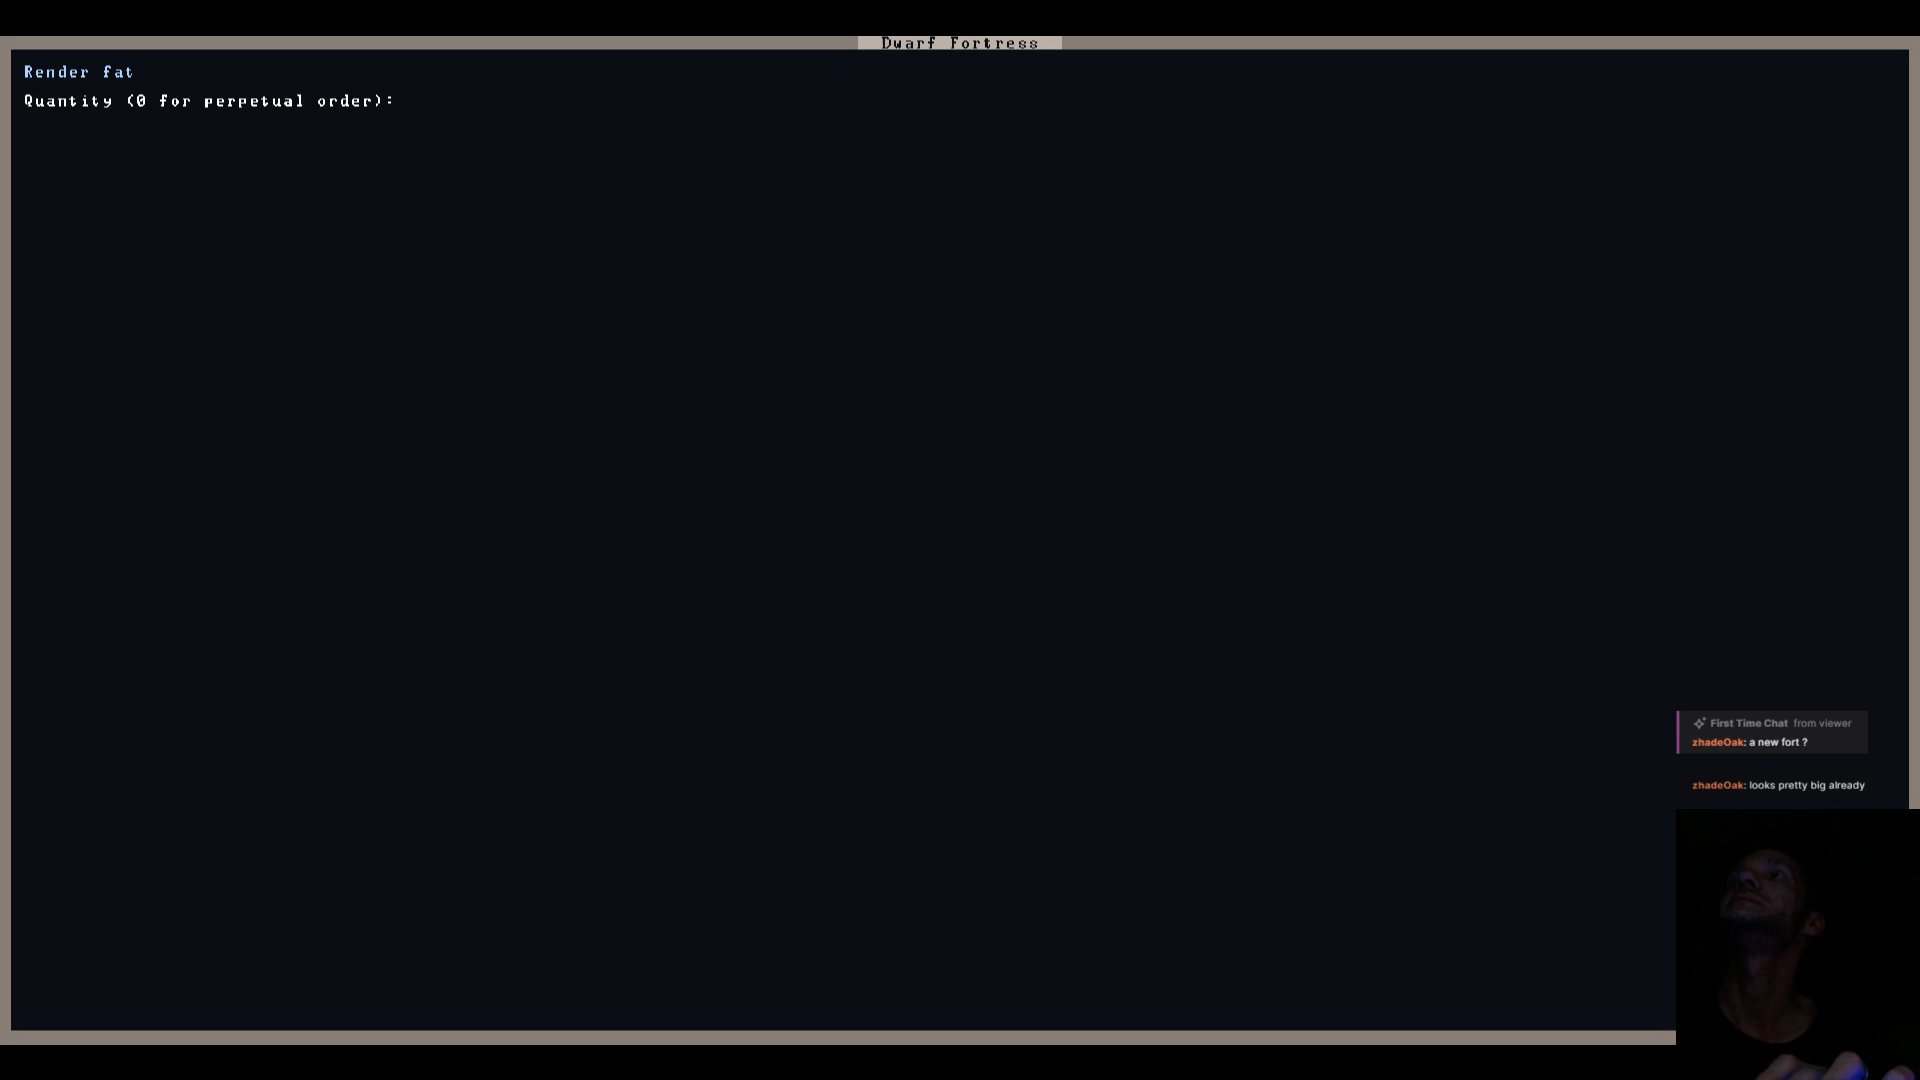 Dwarf Fortress
Render fat
Quantity (0 for perpetual order):
First Time Chat from viewer
zhadeOak: a new fort ?
zhadeOak: looks pretty big already